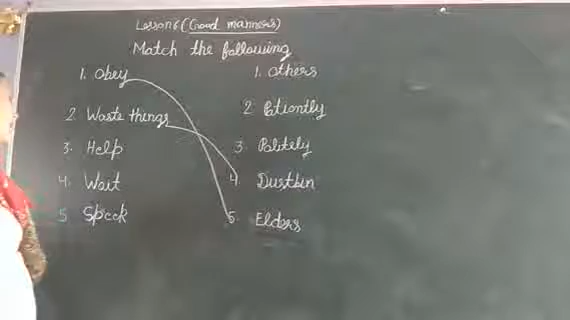 Lesson 6 (Good manners)
Match the following
1. Obey 1. Others
2. Waste things 2. Patiently
3. Help 3. Politely
4. Wait 4. Dustbin
5. Speak 5. Elders